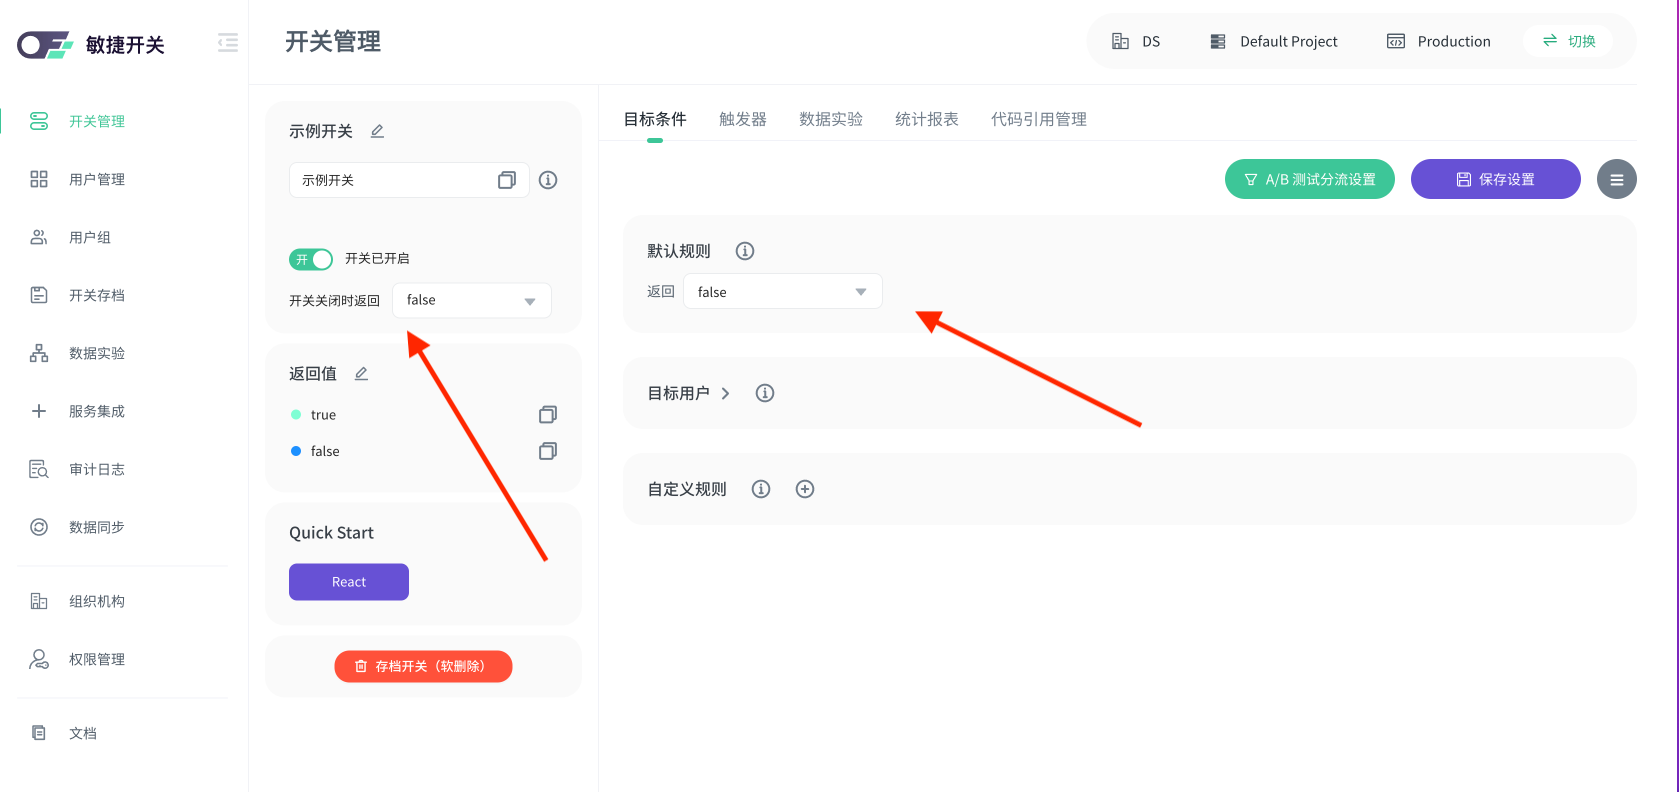 敏捷开关
开关管理
用户管理
用户组
开关存档
数据实验
服务集成
审计日志
数据同步
组织机构
权限管理
文档
开关管理
DS
Default Project
Production
切换
示例开关
示例开关
开
开关已开启
开关关闭时返回
false
返回值
true
false
Quick Start
React
存档开关（软删除）
目标条件
触发器
数据实验
统计报表
代码引用管理
A/B 测试分流设置
保存设置
默认规则
返回
false
目标用户
自定义规则